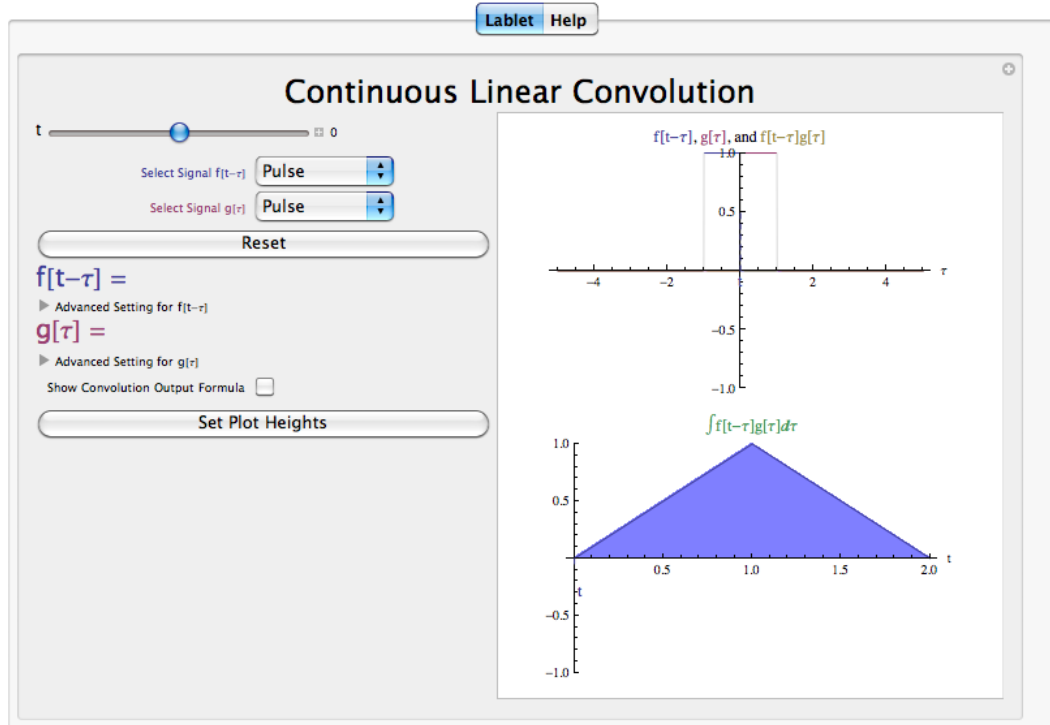 Lablet Help
Continuous Linear Convolution
t 0
Select Signal f[t−τ] Pulse
Select Signal g[τ] Pulse
Reset
f[t−τ] =
Advanced Setting for f[t−τ]
g[τ] =
Advanced Setting for g[τ]
Show Convolution Output Formula
Set Plot Heights
f[t−τ], g[τ], and f[t−τ]g[τ]
1.0
0.5
−4 −2 2 4 τ
−0.5
−1.0
∫f[t−τ]g[τ]dτ
1.0
0.5
0.5 1.0 1.5 2.0 t
t
−0.5
−1.0